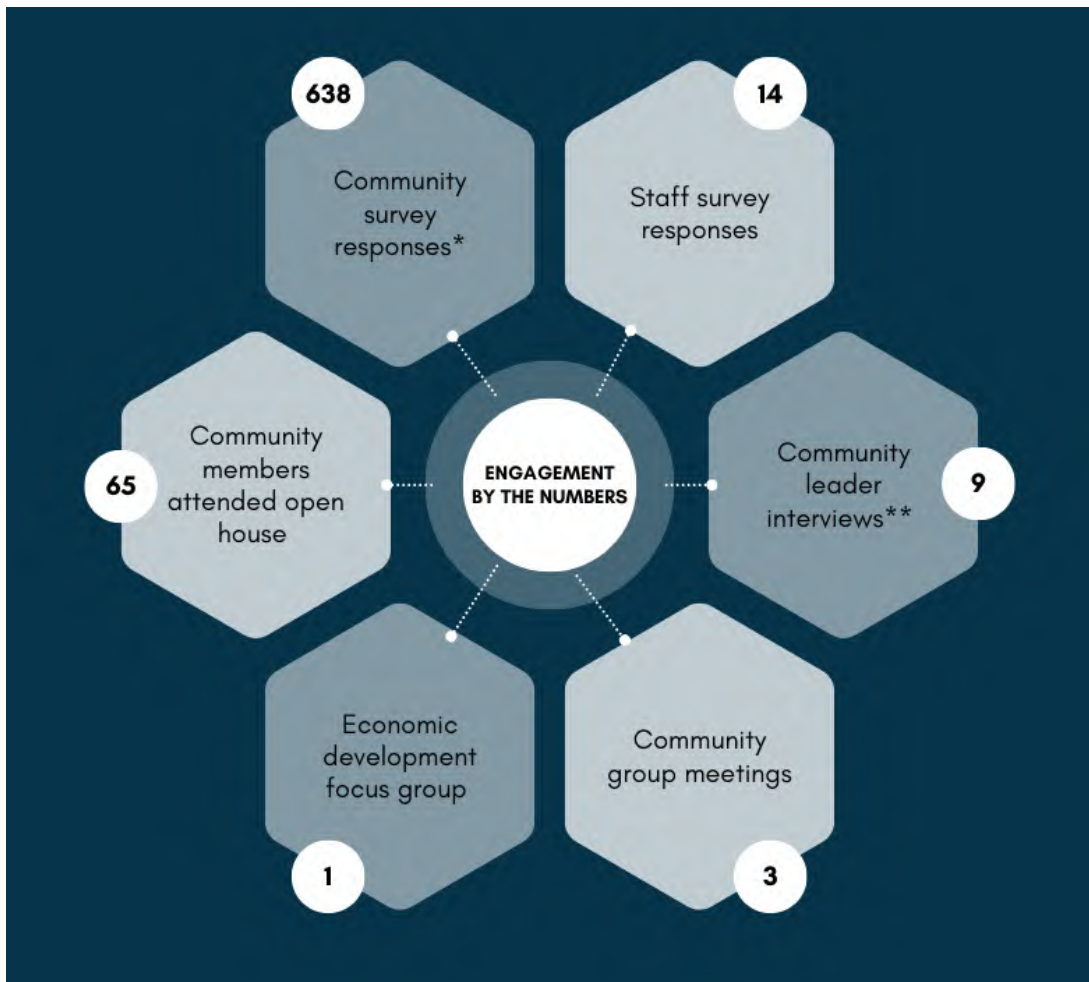 638
Community
survey
responses*
14
Staff survey
responses
65
Community
members
attended open
house
ENGAGEMENT
BY THE NUMBERS
Community
leader
interviews**
9
Economic
development
focus group
1
Community
group meetings
3